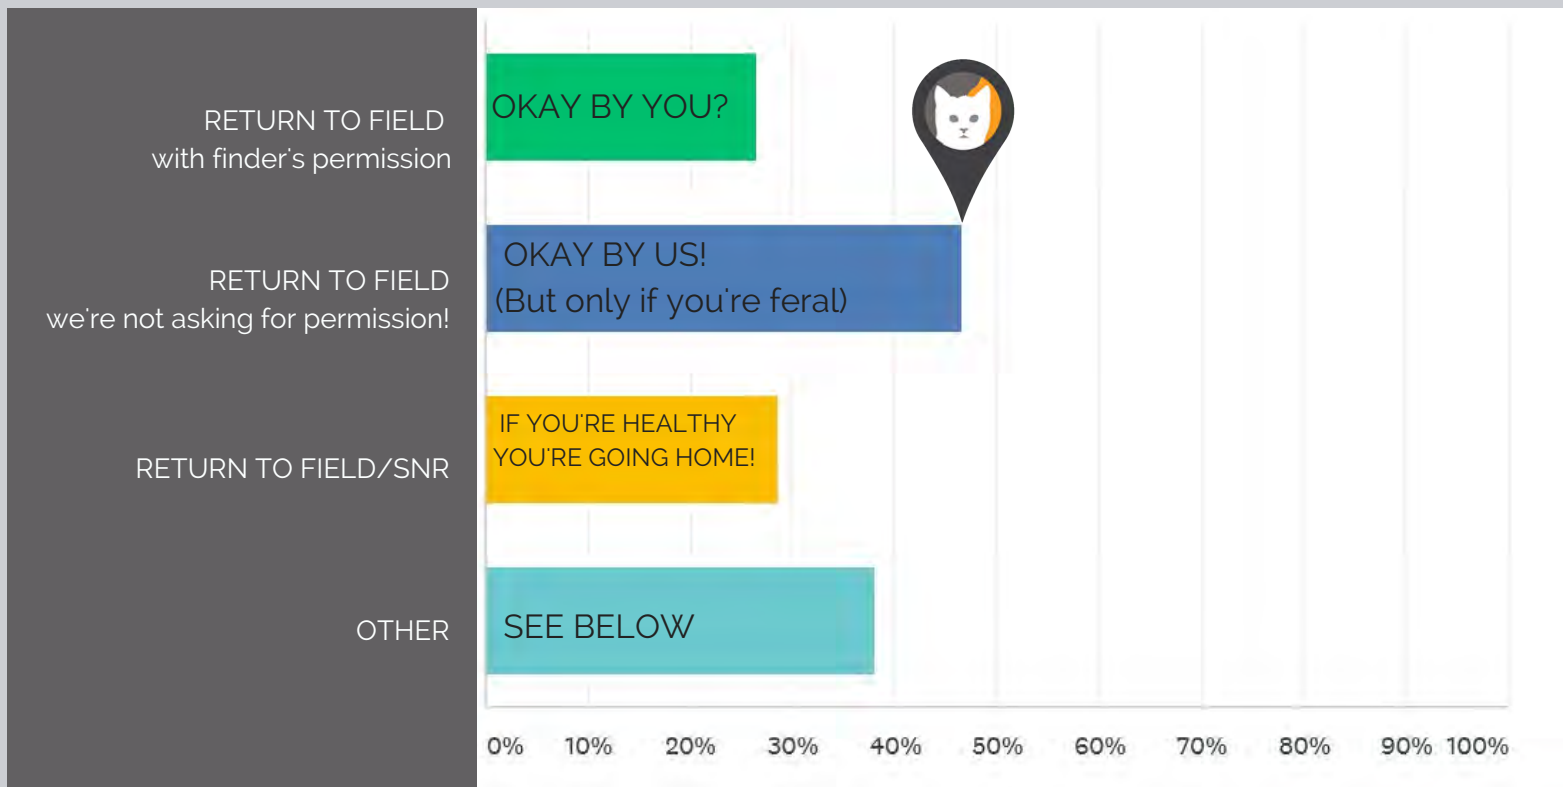 RETURN TO FIELD
with finder's permission
OKAY BY YOU?
RETURN TO FIELD
we're not asking for permission!
OKAY BY US!
(But only if you're feral)
RETURN TO FIELD/SNR
IF YOU'RE HEALTHY
YOU'RE GOING HOME!
OTHER
SEE BELOW
0% 10% 20% 30% 40% 50% 60% 70% 80% 90% 100%